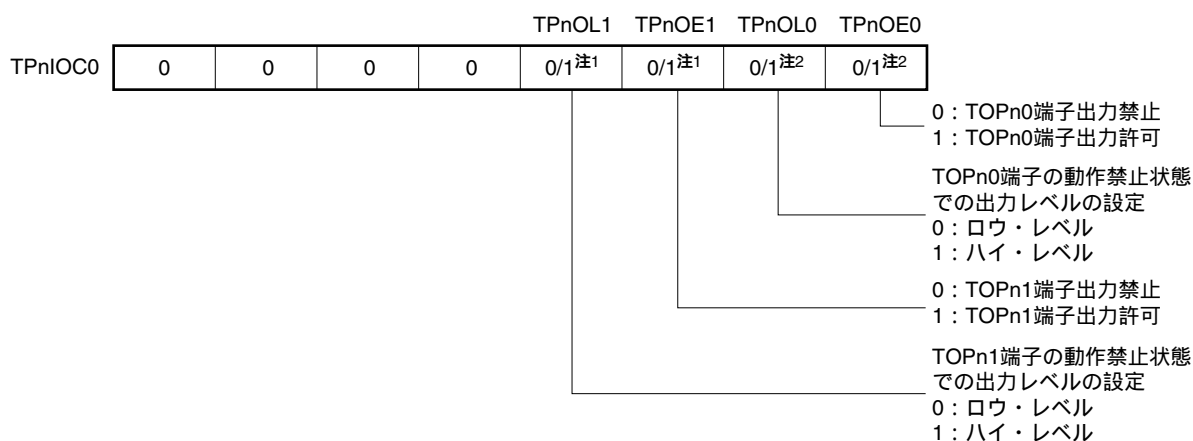 TPnOL1 TPnOE1 TPnOL0 TPnOE0
TPnIOC0 0 0 0 0 0/1注1 0/1注1 0/1注2 0/1注2
0：TOPn0端子出力禁止
1：TOPn0端子出力許可
TOPn0端子の動作禁止状態
での出力レベルの設定
0：ロウ・レベル
1：ハイ・レベル
0：TOPn1端子出力禁止
1：TOPn1端子出力許可
TOPn1端子の動作禁止状態
での出力レベルの設定
0：ロウ・レベル
1：ハイ・レベル